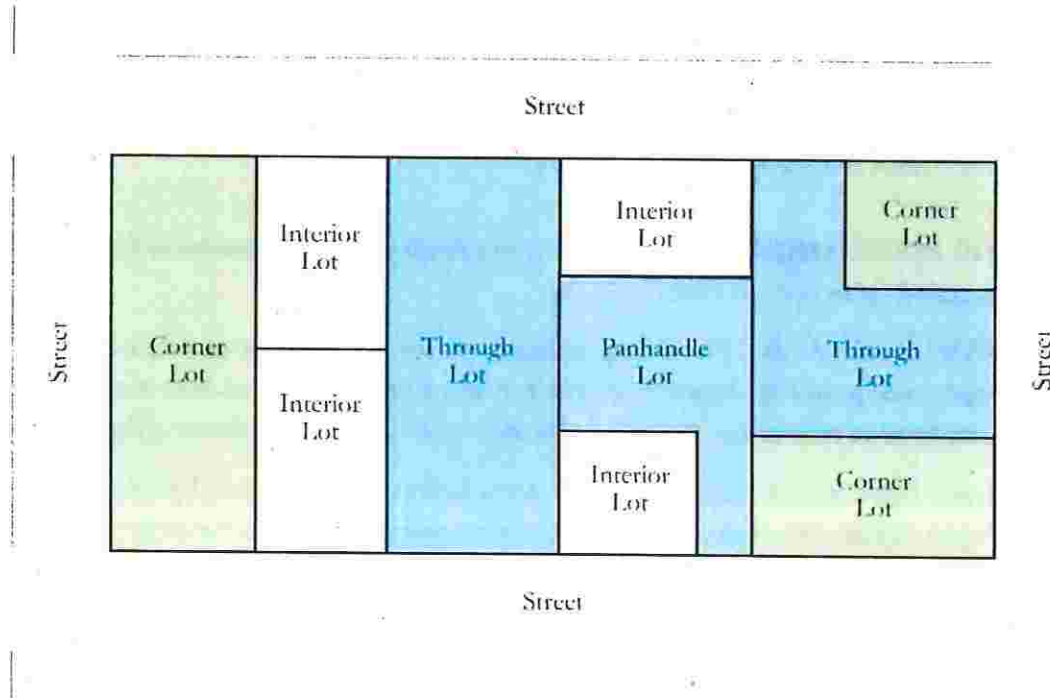 Street
Interior
Lot
Interior
Lot
Corner
Lot
Street
Corner
Lot
Through
Lot
Panhandle
Lot
Through
Lot
Street
Interior
Lot
Interior
Lot
Corner
Lot
Street